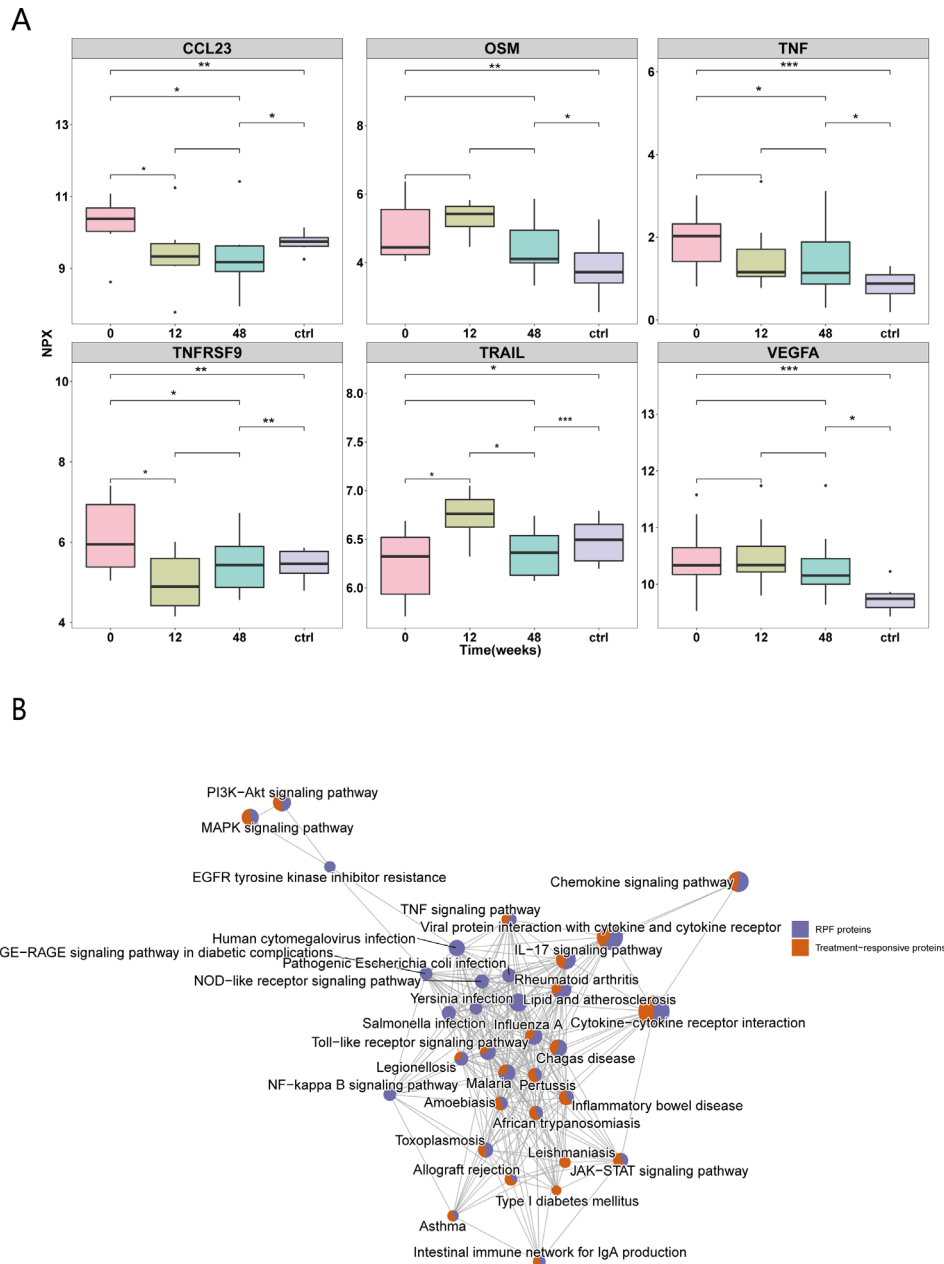 A
CCL23
OSM
TNF
**
*
*
*
13
11
9
0
12
48
ctrl
**
*
8
6
4
0
12
48
ctrl
***
*
*
6
4
2
0
0
12
48
ctrl
NPX
TNFRSF9
TRAIL
VEGFA
**
*
**
*
10
8
6
4
0
12
48
ctrl
*
***
*
*
8.0
7.5
7.0
6.5
6.0
0
12
48
ctrl
***
*
13
12
11
10
0
12
48
ctrl
Time(weeks)
B
PI3K−Akt signaling pathway
MAPK signaling pathway
EGFR tyrosine kinase inhibitor resistance
Chemokine signaling pathway
TNF signaling pathway
Viral protein interaction with cytokine and cytokine receptor
RPF proteins
Treatment-responsive proteins
Human cytomegalovirus infection
IL−17 signaling pathway
GE−RAGE signaling pathway in diabetic complications
Pathogenic Escherichia coli infection
NOD−like receptor signaling pathway
Rheumatoid arthritis
Yersinia infection
Lipid and atherosclerosis
Salmonella infection
Influenza A
Cytokine−cytokine receptor interaction
Toll−like receptor signaling pathway
Chagas disease
Legionellosis
NF−kappa B signaling pathway
Malaria
Pertussis
Amoebiasis
Inflammatory bowel disease
African trypanosomiasis
Toxoplasmosis
Leishmaniasis
Allograft rejection
JAK−STAT signaling pathway
Type I diabetes mellitus
Asthma
Intestinal immune network for IgA production